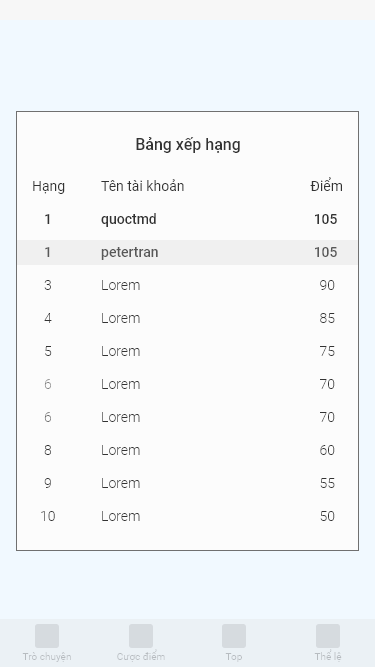 Bảng xếp hạng
Hạng Tên tài khoản Điểm
1 quoctmd 105
1 petertran 105
3 Lorem 90
4 Lorem 85
5 Lorem 75
6 Lorem 70
6 Lorem 70
8 Lorem 60
9 Lorem 55
10 Lorem 50
Trò chuyện Cược điểm Top Thể lệ